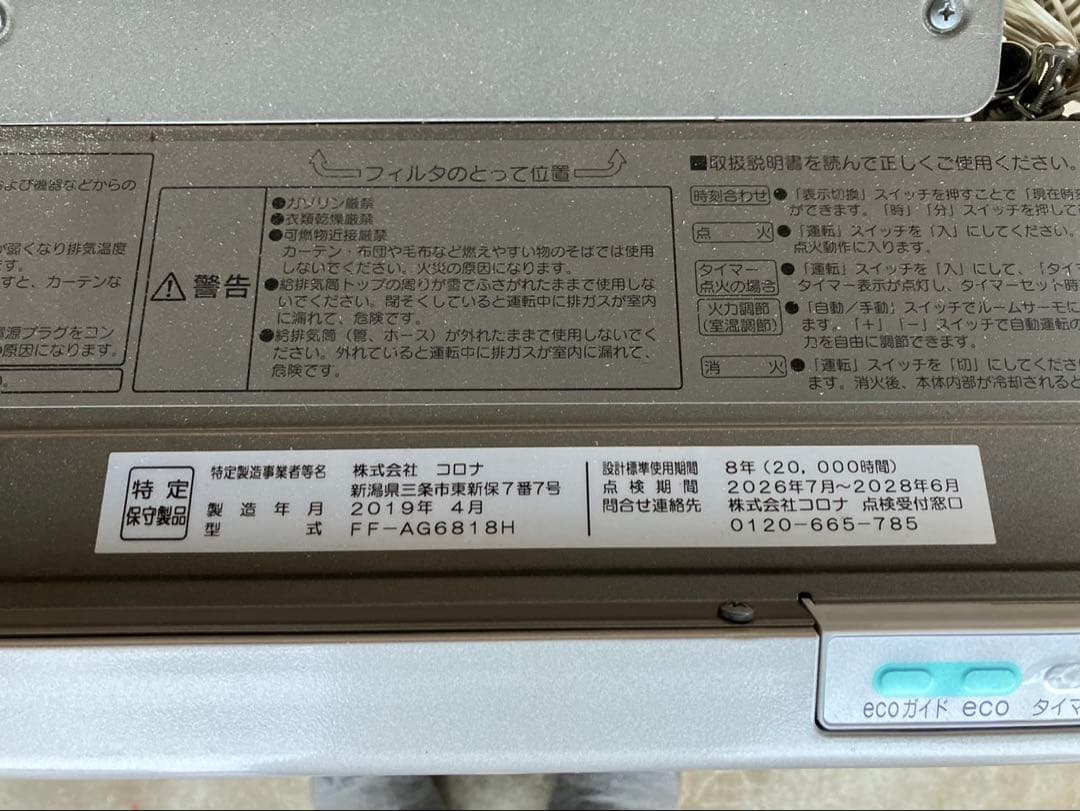 および機器などからの
が弱くなり排気温度
ます。
すと、カーテンな
電源プラグをコン
の原因になります。
フィルタのとって位置
警告
●ガソリン厳禁
●衣類乾燥厳禁
●可燃物近接厳禁
カーテン・布団や毛布など燃えやすい物のそばでは使用
しないでください。火災の原因になります。
●給排気筒トップの周りが雪でふさがれたままで使用しな
いでください。閉そくしていると運転中に排ガスが室内
に漏れて、危険です。
●給排気筒（管、ホース）が外れたままで使用しないでく
ださい。外れていると運転中に排ガスが室内に漏れて、
危険です。
■取扱説明書を読んで正しくご使用ください。
時刻合わせ ●「表示切換」スイッチを押すことで「現在時刻
ができます。「時」「分」スイッチを押して
点火 ●「運転」スイッチを「入」にしてください。
点火動作に入ります。
タイマー点火の場合 ●「運転」スイッチを「入」にして、「タイ
タイマー表示が点灯し、タイマーセット時
火力調節(室温調節) ●「自動／手動」スイッチでルームサーモに
ます。「＋」「－」スイッチで自動運転の
力を自由に調節できます。
消火 ●「運転」スイッチを「切」にしてくださ
ます。消火後、本体内部が冷却されると
特定
保守製品
特定製造事業者等名 株式会社 コロナ
新潟県三条市東新保7番7号
製造年月 2019年 4月
型式 FF-AG6818H
設計標準使用期間 8年（20,000時間）
点検期間 2026年7月～2028年6月
問合せ連絡先 株式会社コロナ 点検受付窓口
0120-665-785
ecoガイド eco タイマ